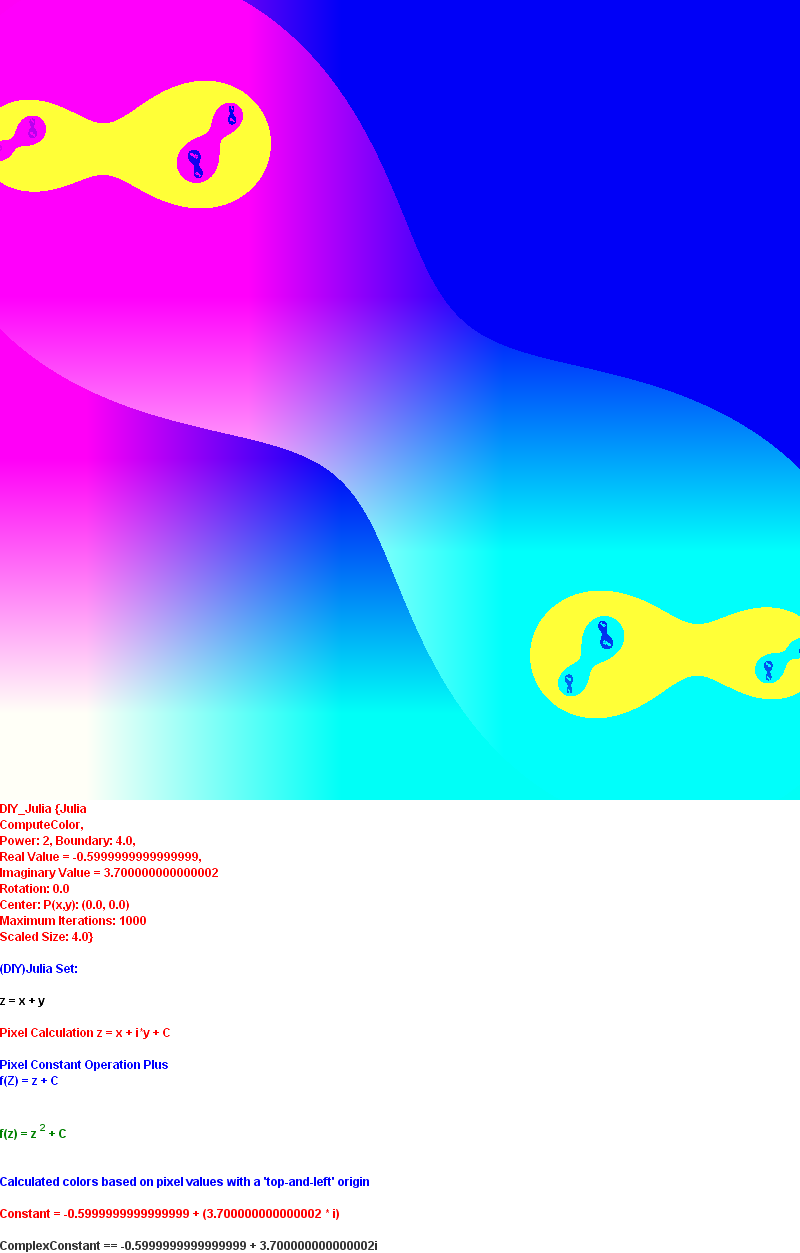 DIY_Julia {Julia
ComputeColor,
Power: 2, Boundary: 4.0,
Real Value = -0.5999999999999999,
Imaginary Value = 3.700000000000002
Rotation: 0.0
Center: P(x,y): (0.0, 0.0)
Maximum Iterations: 1000
Scaled Size: 4.0}
(DIY)Julia Set:
z = x + y
Pixel Calculation z = x + i*y + C
Pixel Constant Operation Plus
f(Z) = z + C
f(z) = z ² + C
Calculated colors based on pixel values with a 'top-and-left' origin
Constant = -0.5999999999999999 + (3.700000000000002 * i)
ComplexConstant == -0.5999999999999999 + 3.700000000000002i